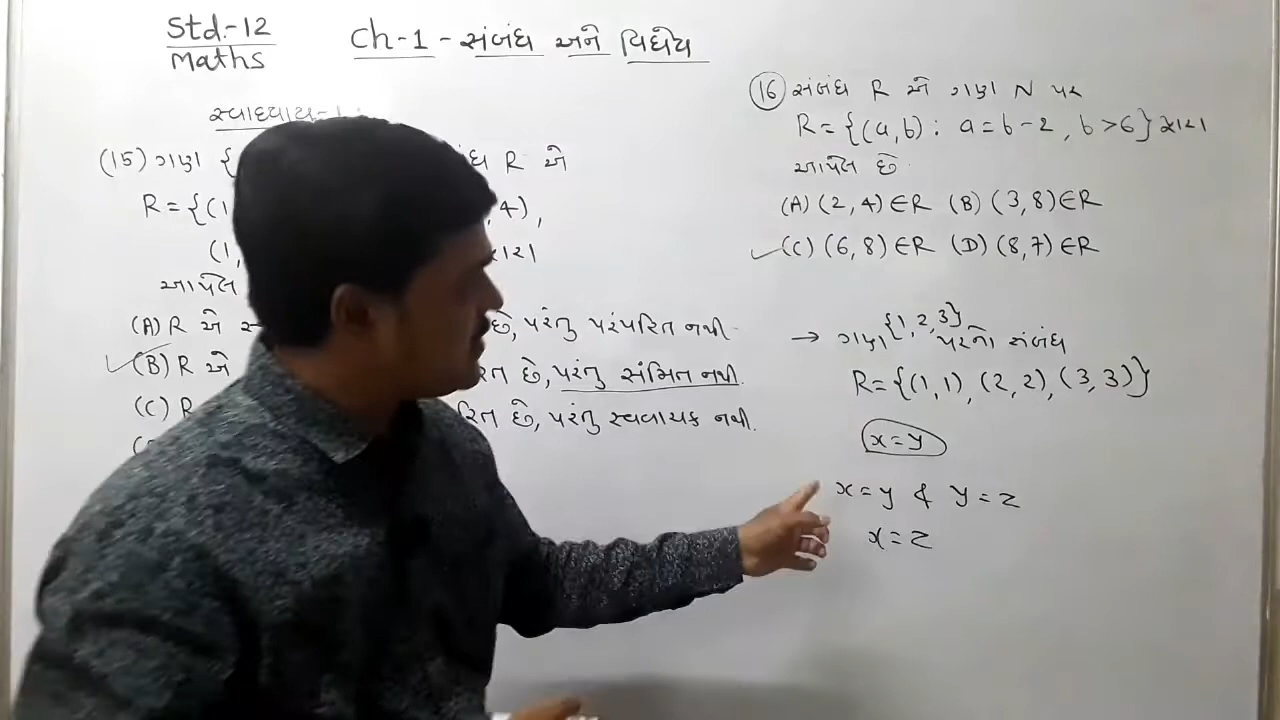 Std.-12
Maths
Ch-1 - સંબંધ અને વિધેય
સ્વાધ્યાય-1.
(15) ગણ { R એ
R={(1 ,4),
(1,
આપેલ
(A) R એ છે, પરંતુ પરંપરિત નથી
(B) R એ છે, પરંતુ સંમિત નથી.
(C) R છે, પરંતુ સ્વવાચક નથી.
(16) સંબંધ R એ ગણ N પર
R={(a,b) : a=b-2, b>6} દ્વારા
આપેલ છે.
(A) (2,4)∈R (B) (3,8)∈R
(C) (6,8)∈R (D) (8,7)∈R
→ ગણ {1,2,3} પરનો સંબંધ
R={(1,1), (2,2), (3,3)}
x=y
x=y & y=z
x=z